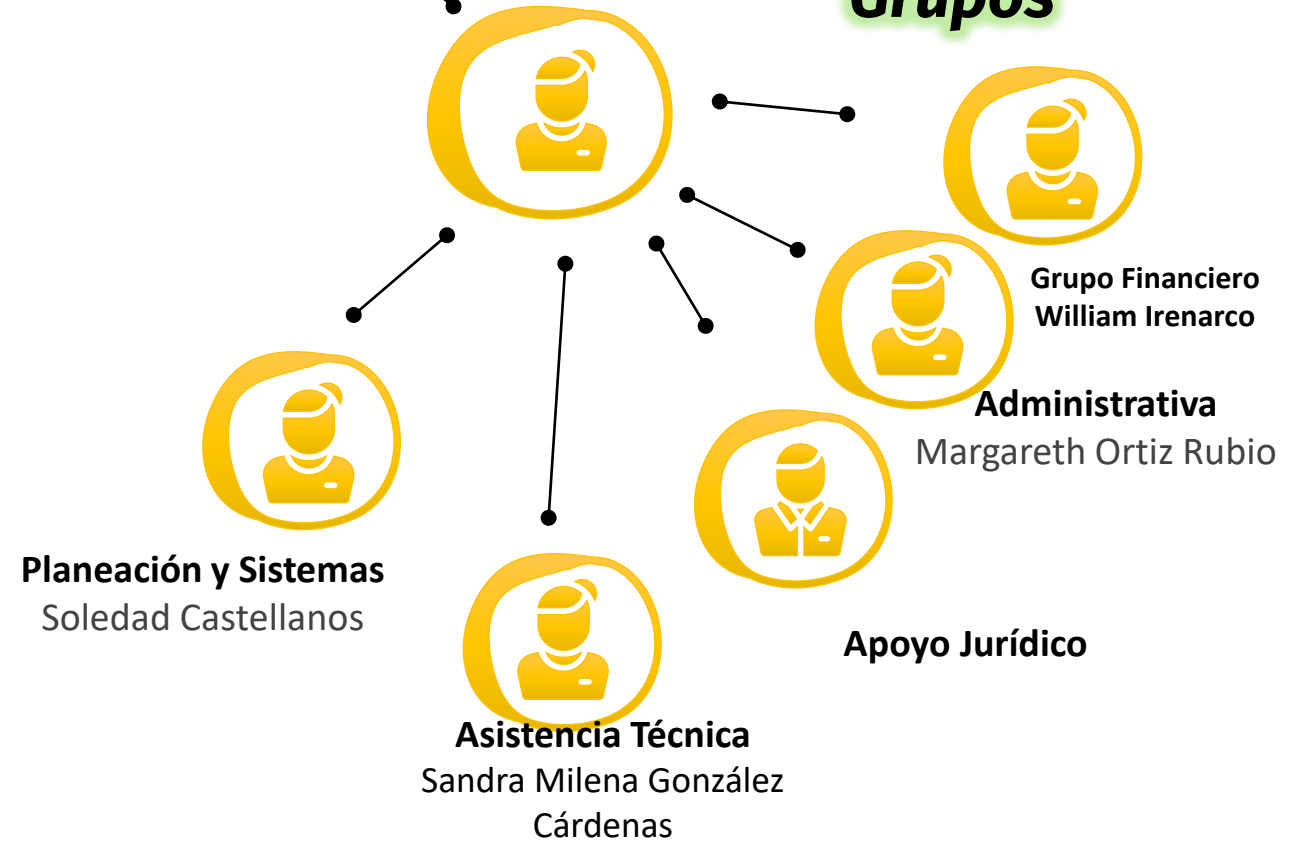 Grupos
Grupo Financiero
William Irenarco
Administrativa
Margareth Ortiz Rubio
Planeación y Sistemas
Soledad Castellanos
Apoyo Jurídico
Asistencia Técnica
Sandra Milena González
Cárdenas